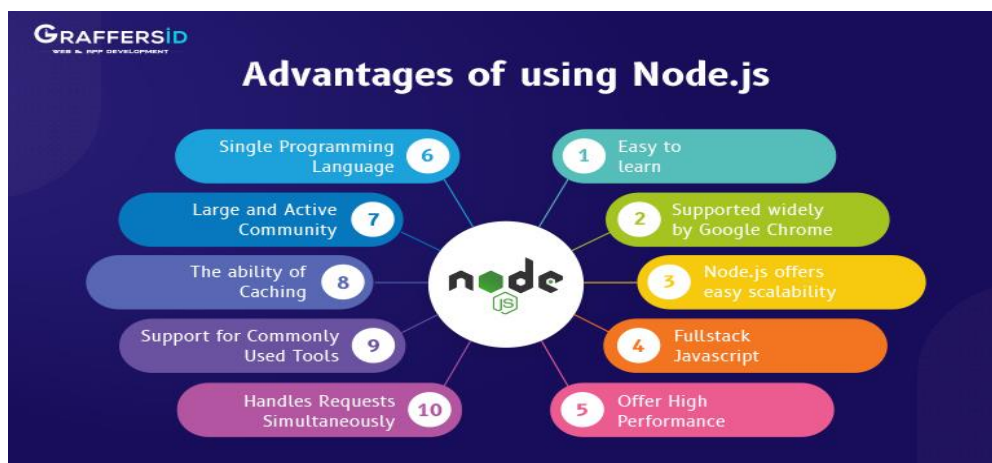 GRAFFERSID
WEB & APP DEVELOPMENT
Advantages of using Node.js
1
Easy to
learn
2
Supported widely
by Google Chrome
3
Node.js offers
easy scalability
4
Fullstack
Javascript
5
Offer High
Performance
Single Programming
Language
6
Large and Active
Community
7
The ability of
Caching
8
Support for Commonly
Used Tools
9
Handles Requests
Simultaneously
10
node
JS